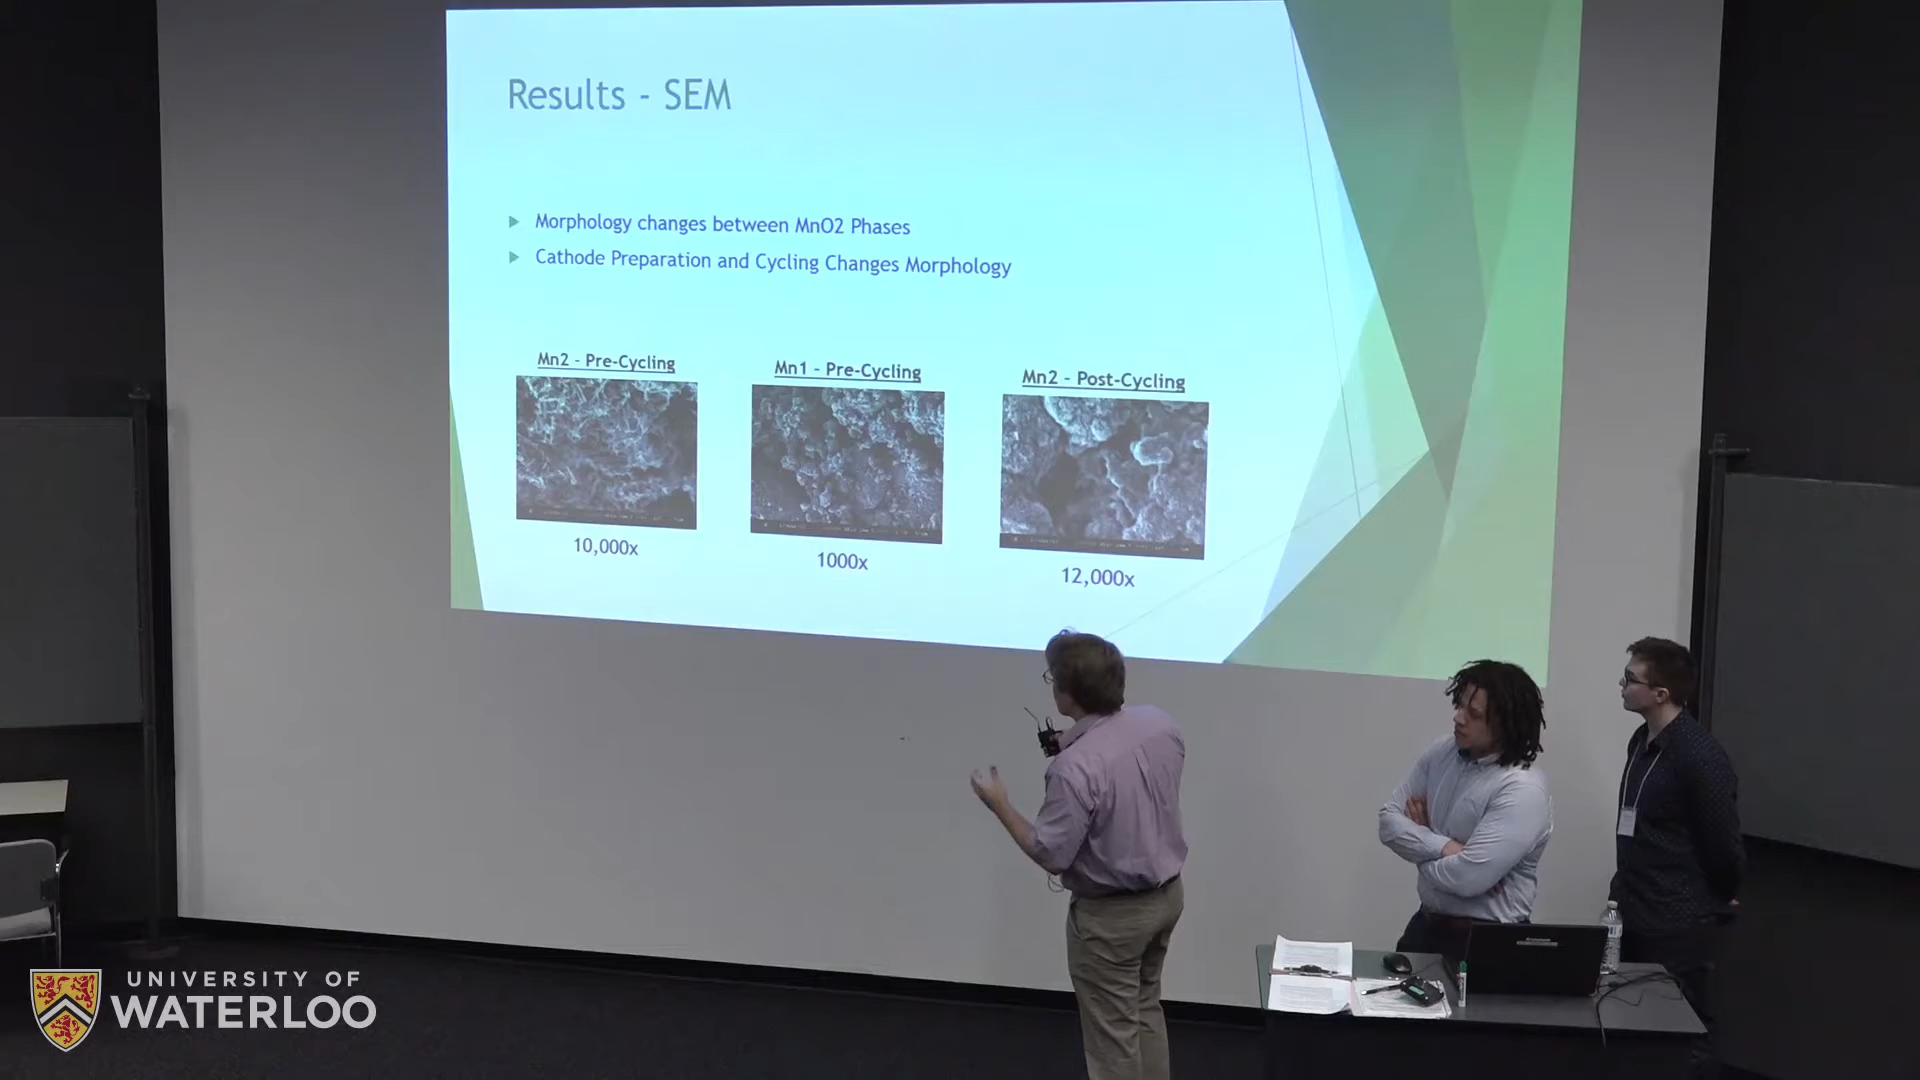 Results - SEM
Morphology changes between MnO2 Phases
Cathode Preparation and Cycling Changes Morphology
Mn2 - Pre-Cycling
Mn1 - Pre-Cycling
Mn2 - Post-Cycling
10,000x
1000x
12,000x
UNIVERSITY OF
WATERLOO